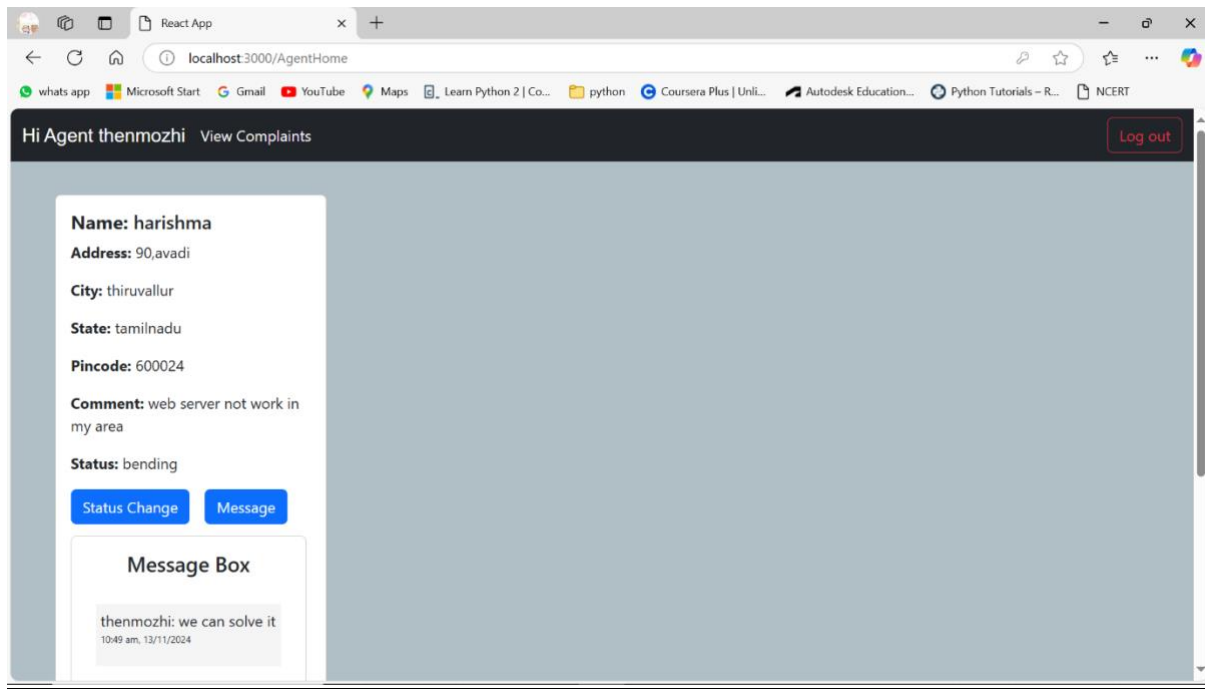 React App
localhost:3000/AgentHome
whats app Microsoft Start Gmail YouTube Maps Learn Python 2 | Co... python Coursera Plus | Unli... Autodesk Education... Python Tutorials – R... NCERT
Hi Agent thenmozhi View Complaints Log out
Name: harishma
Address: 90,avadi
City: thiruvallur
State: tamilnadu
Pincode: 600024
Comment: web server not work in
my area
Status: bending
Status Change Message
Message Box
thenmozhi: we can solve it
10:49 am, 13/11/2024